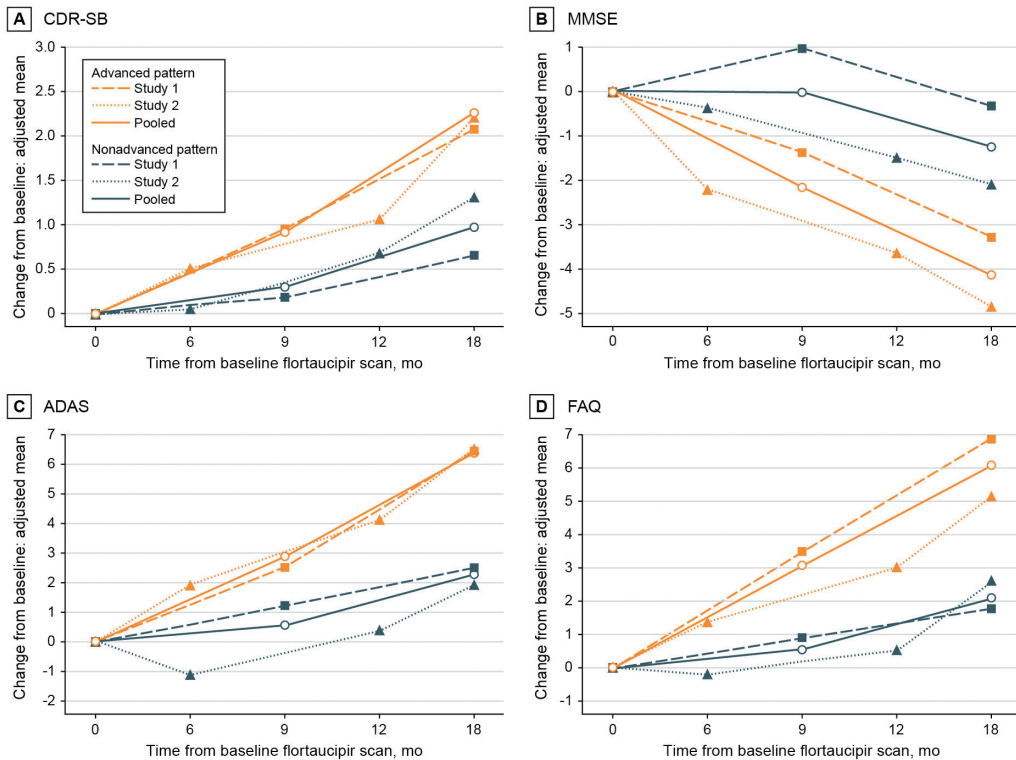 A CDR-SB
3.0
2.5
2.0
1.5
1.0
0.5
0
Change from baseline: adjusted mean
Advanced pattern
Study 1
Study 2
Pooled
Nonadvanced pattern
Study 1
Study 2
Pooled
0 6 9 12 18
Time from baseline flortaucipir scan, mo
B MMSE
1
0
-1
-2
-3
-4
-5
Change from baseline: adjusted mean
0 6 9 12 18
Time from baseline flortaucipir scan, mo
C ADAS
7
6
5
4
3
2
1
0
-1
-2
Change from baseline: adjusted mean
0 6 9 12 18
Time from baseline flortaucipir scan, mo
D FAQ
7
6
5
4
3
2
1
0
-1
Change from baseline: adjusted mean
0 6 9 12 18
Time from baseline flortaucipir scan, mo